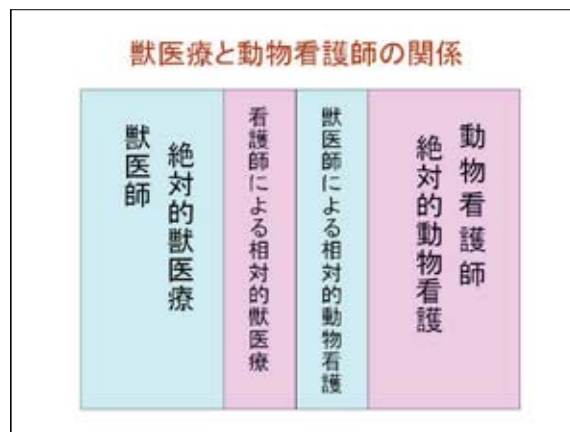 獣医療と動物看護師の関係
動物看護師
絶対的動物看護
獣医師による相対的動物看護
看護師による相対的獣医療
絶対的獣医療
獣医師